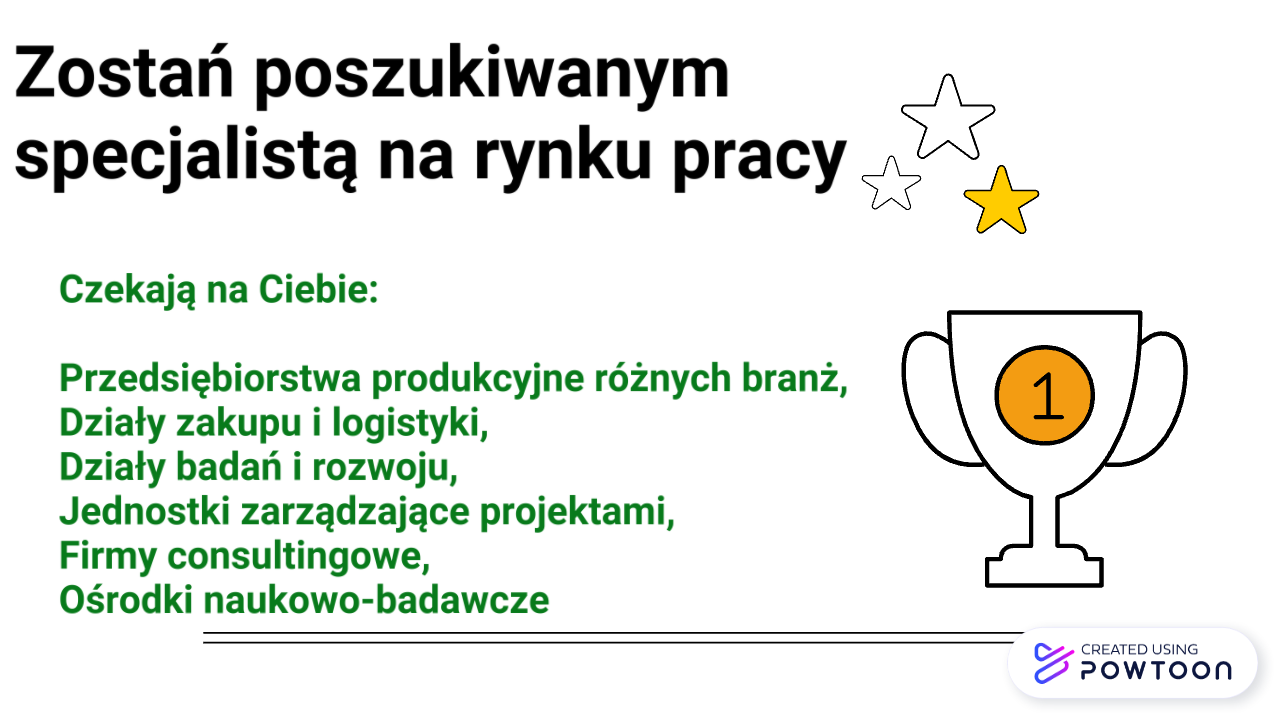 Zostań poszukiwanym
specjalistą na rynku pracy
Czekają na Ciebie:
Przedsiębiorstwa produkcyjne różnych branż,
Działy zakupu i logistyki,
Działy badań i rozwoju,
Jednostki zarządzające projektami,
Firmy consultingowe,
Ośrodki naukowo-badawcze
1
CREATED USING
POWTOON